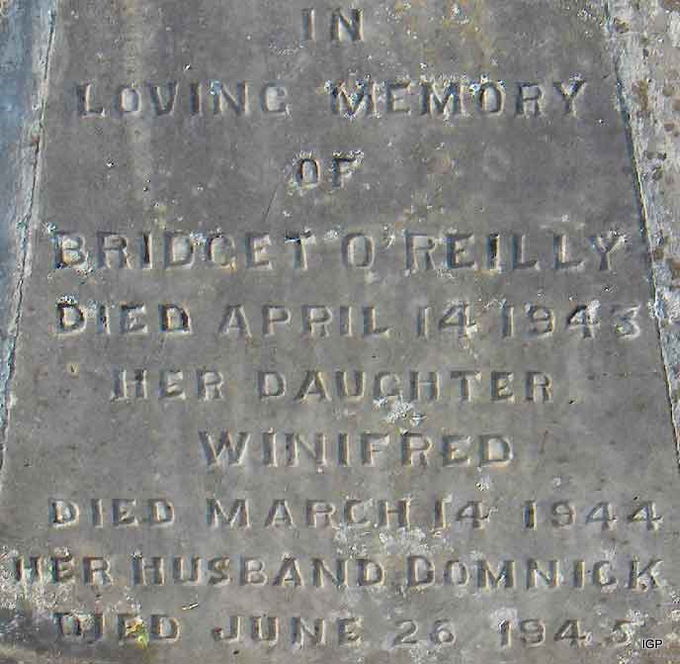 IN
LOVING MEMORY
OF
BRIDGET O'REILLY
DIED APRIL 14 1943
HER DAUGHTER
WINIFRED
DIED MARCH 14 1944
HER HUSBAND DOMNICK
DIED JUNE 26 1945
IGP